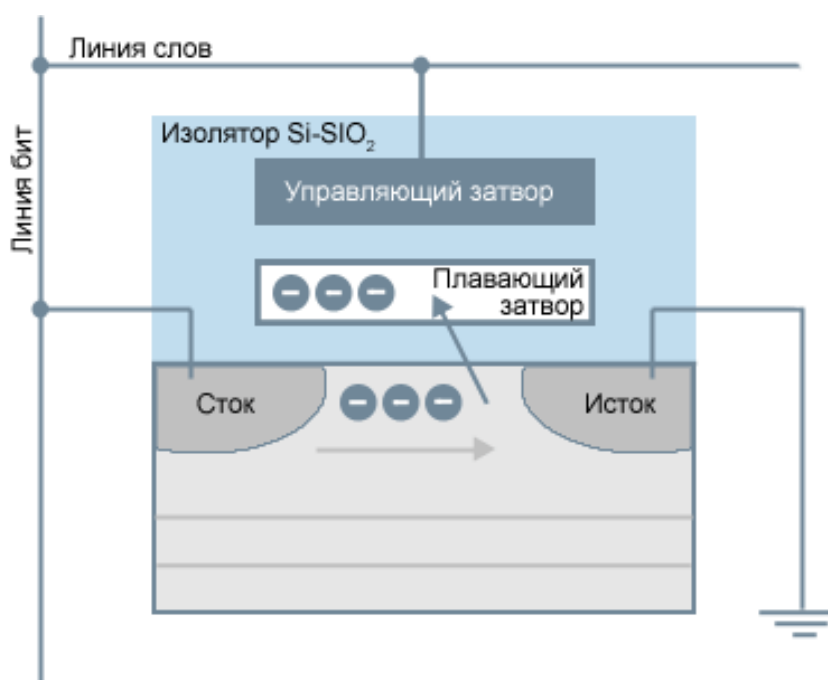 Линия слов
Линия бит
Изолятор Si-SIO₂
Управляющий затвор
Плавающий
затвор
Сток
Исток